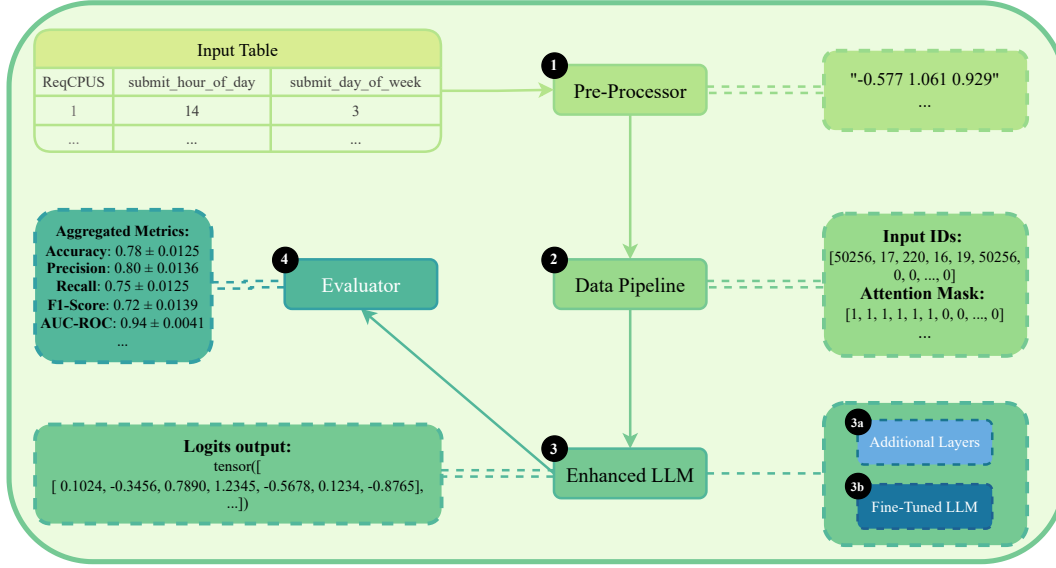 Input Table
ReqCPUS submit_hour_of_day submit_day_of_week
1 14 3
... ... ...
1
Pre-Processor
"-0.577 1.061 0.929"
...
2
Data Pipeline
Input IDs:
[50256, 17, 220, 16, 19, 50256,
0, 0, ..., 0]
Attention Mask:
[1, 1, 1, 1, 1, 1, 0, 0, ..., 0]
...
3
Enhanced LLM
3a
Additional Layers
3b
Fine-Tuned LLM
Logits output:
tensor([
[ 0.1024, -0.3456, 0.7890, 1.2345, -0.5678, 0.1234, -0.8765],
...])
4
Evaluator
Aggregated Metrics:
Accuracy: 0.78 ± 0.0125
Precision: 0.80 ± 0.0136
Recall: 0.75 ± 0.0125
F1-Score: 0.72 ± 0.0139
AUC-ROC: 0.94 ± 0.0041
...